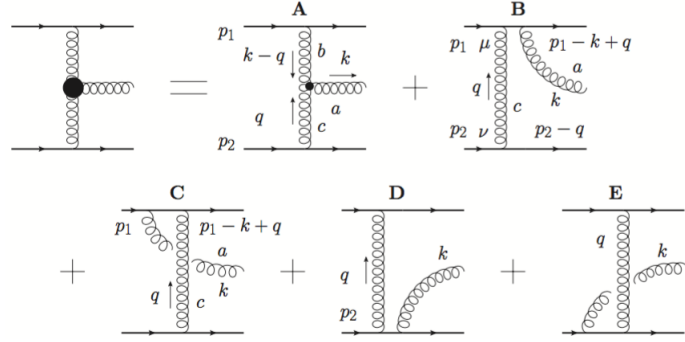 A B
p₁ b k − q k a q c p₂
p₁ μ p₁ − k + q a q k c p₂ ν p₂ − q
= +
C D E
p₁ p₁ − k + q a q c k
q k p₂
q k
+ + +